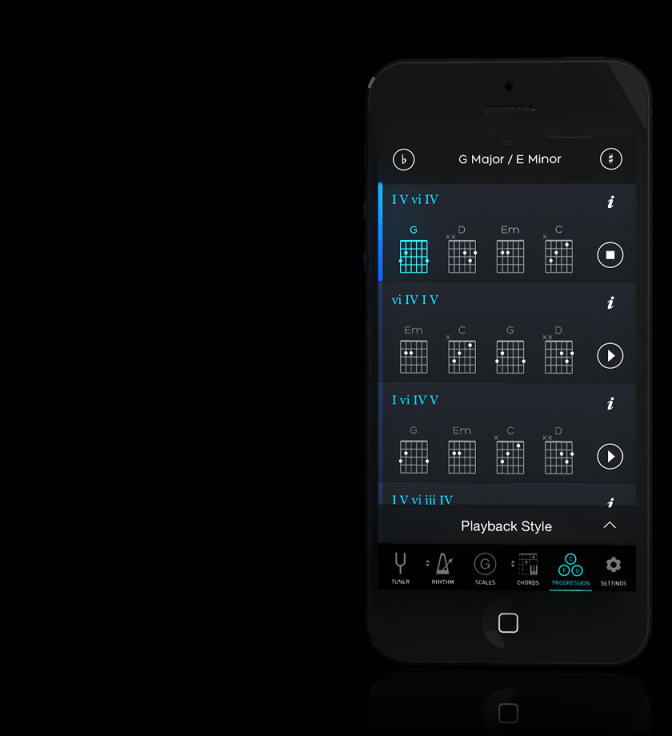 ♭ G Major / E Minor ♯
I V vi IV i
G D Em C
x x x
vi IV I V i
Em C G D
x x x
I vi IV V i
G Em C D
x x x
I V vi iii IV i
Playback Style
G C F G
TUNER RHYTHM SCALES CHORDS PROGRESSION SETTINGS